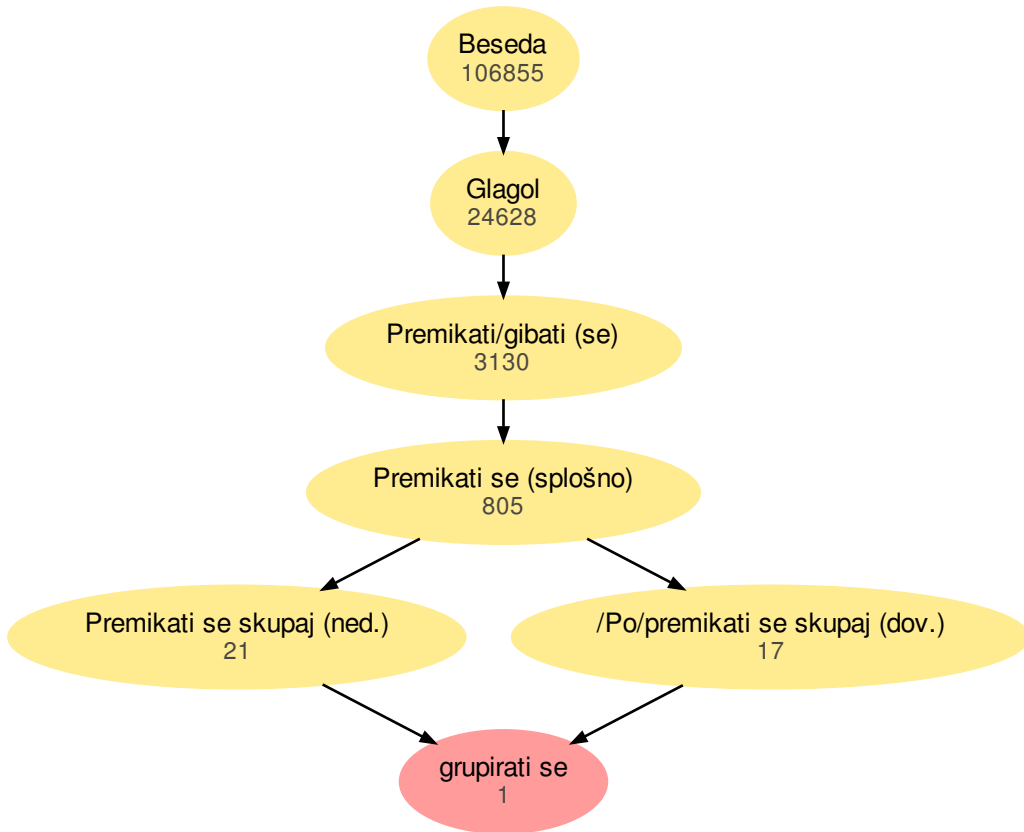 Beseda
106855
Glagol
24628
Premikati/gibati (se)
3130
Premikati se (splošno)
805
Premikati se skupaj (ned.)
21
/Po/premikati se skupaj (dov.)
17
grupirati se
1